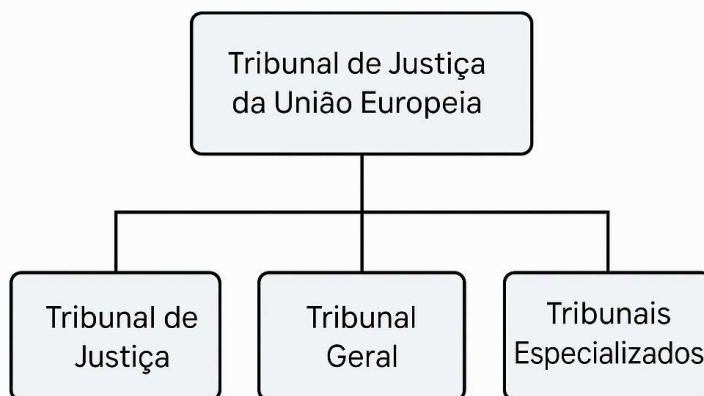 Tribunal de Justiça
da União Europeia
Tribunal de
Justiça
Tribunal
Geral
Tribunais
Especializados